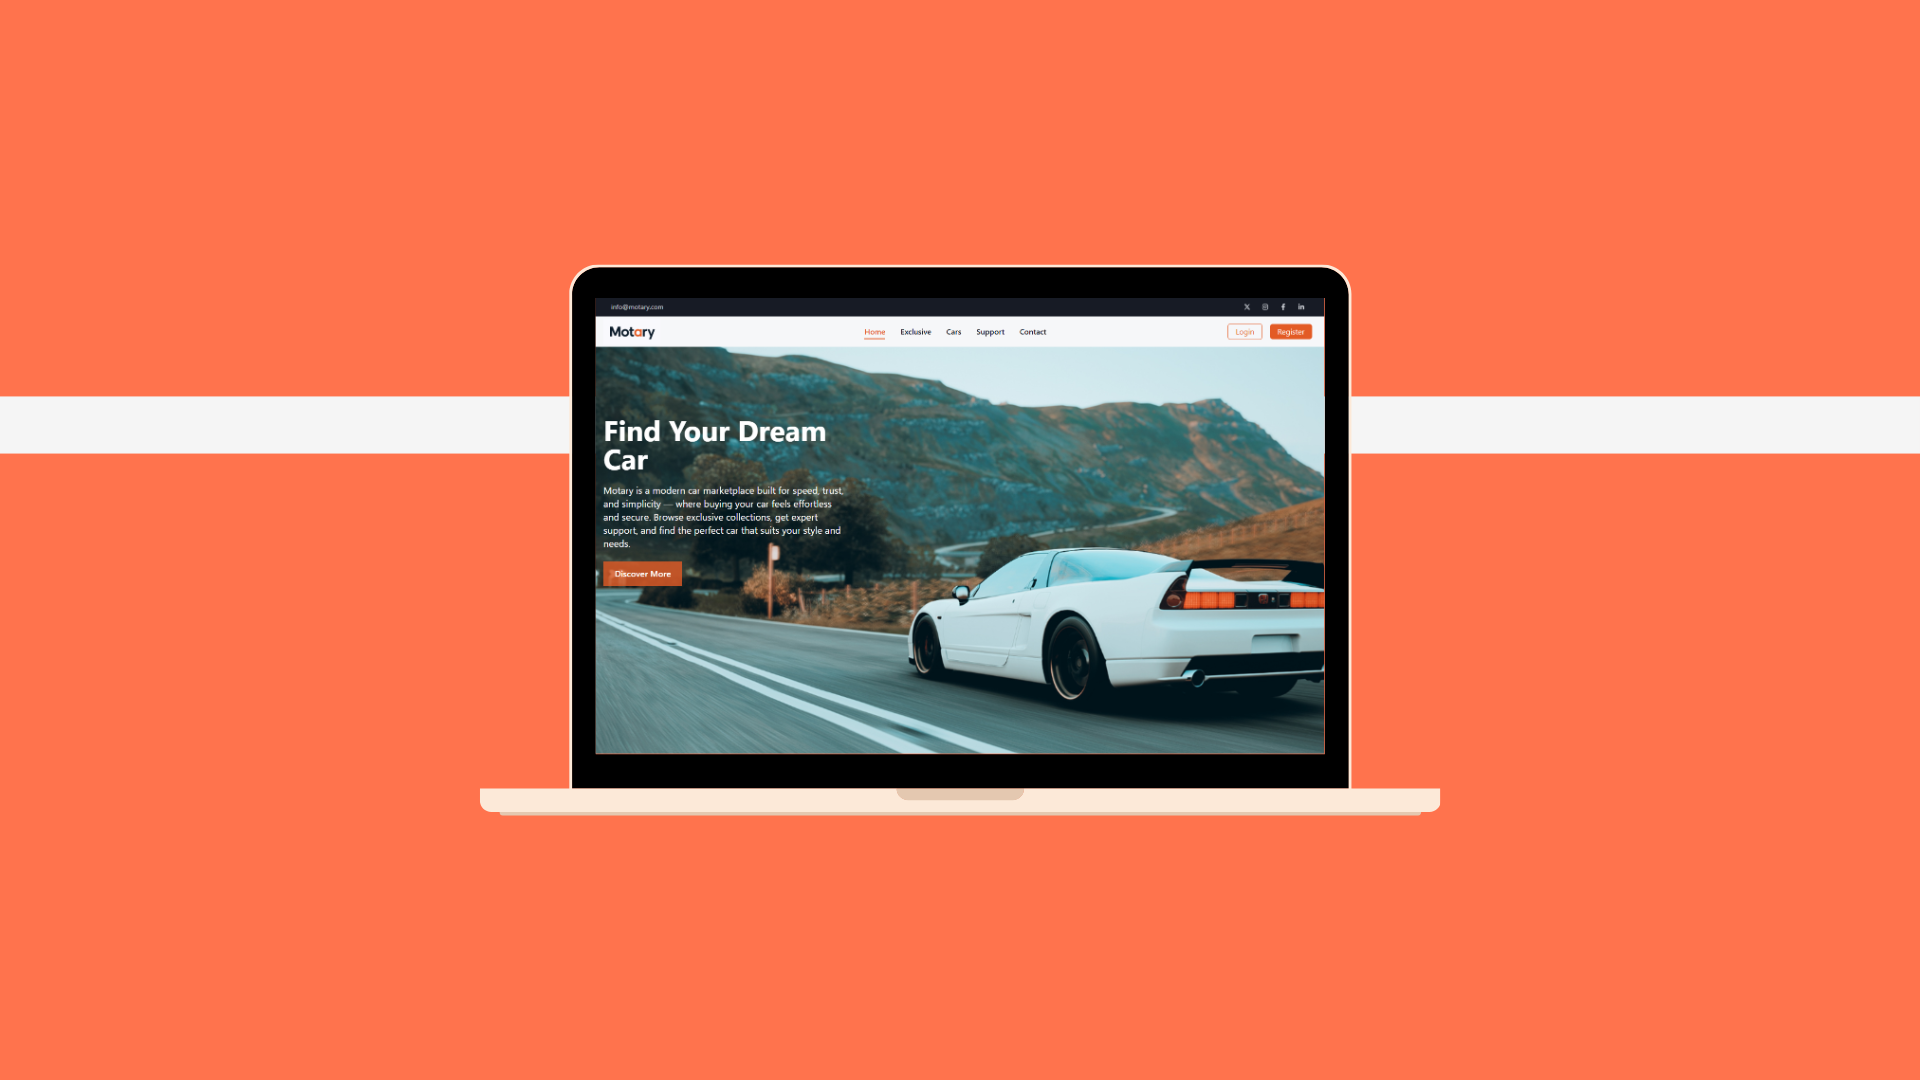 info@motary.com
Motary
Home Exclusive Cars Support Contact
Login Register
Find Your Dream
Car
Motary is a modern car marketplace built for speed, trust,
and simplicity — where buying your car feels effortless
and secure. Browse exclusive collections, get expert
support, and find the perfect car that suits your style and
needs.
Discover More